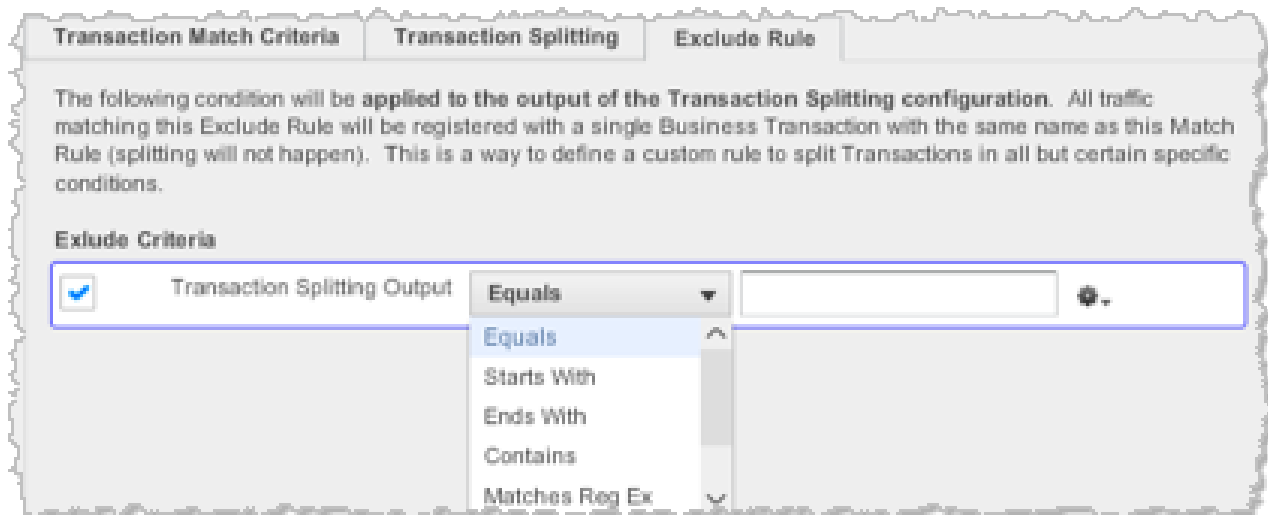 Transaction Match Criteria Transaction Splitting Exclude Rule
The following condition will be applied to the output of the Transaction Splitting configuration. All traffic
matching this Exclude Rule will be registered with a single Business Transaction with the same name as this Match
Rule (splitting will not happen). This is a way to define a custom rule to split Transactions in all but certain specific
conditions.
Exlude Criteria
Transaction Splitting Output Equals
Equals
Starts With
Ends With
Contains
Matches Reg Ex